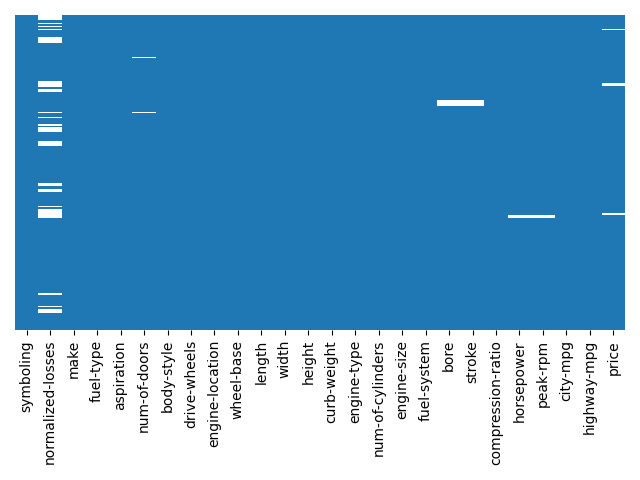 symboling
normalized-losses
make
fuel-type
aspiration
num-of-doors
body-style
drive-wheels
engine-location
wheel-base
length
width
height
curb-weight
engine-type
num-of-cylinders
engine-size
fuel-system
bore
stroke
compression-ratio
horsepower
peak-rpm
city-mpg
highway-mpg
price